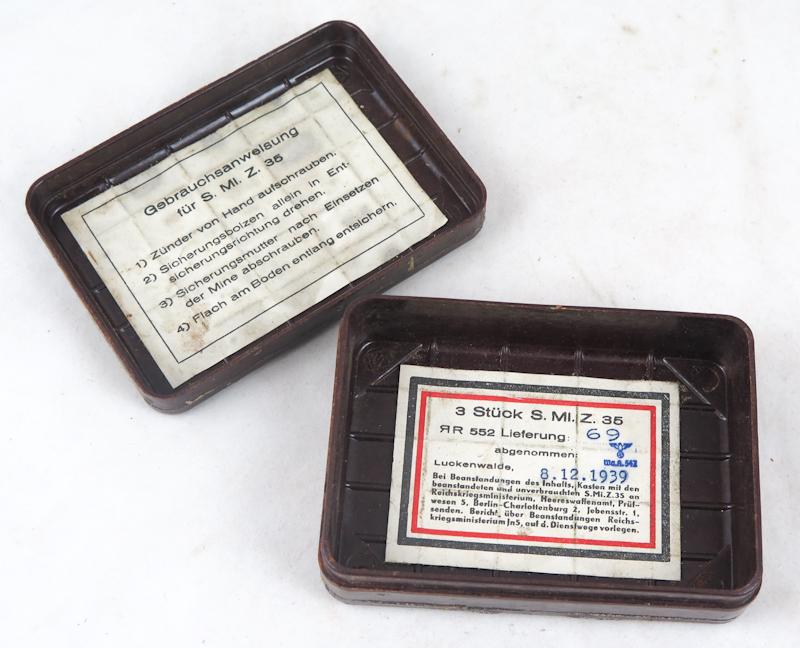 Gebrauchsanweisung
für S. Mi. Z. 35
1) Zünder von Hand aufschrauben.
2) Sicherungsbolzen allein in Ent-
sicherungsrichtung drehen.
3) Sicherungsmutter nach Einsetzen
der Mine abschrauben.
4) Flach am Boden entlang entsichern.
3 Stück S. Mi. Z. 35
ЯR 552 Lieferung: 69
abgenommen:
Luckenwalde, 8.12.1939
Bei Beanstandungen des Inhalts, Kasten mit den
beanstandeten und unverbrauchten S.Mi.Z.35 an
Reichskriegsministerium, Heereswaffenamt, Prüf-
wesen 5, Berlin-Charlottenburg 2, Jebensstr. 1,
senden. Bericht über Beanstandungen Reichs-
kriegsministerium Jn5, auf d. Dienstwege vorlegen.